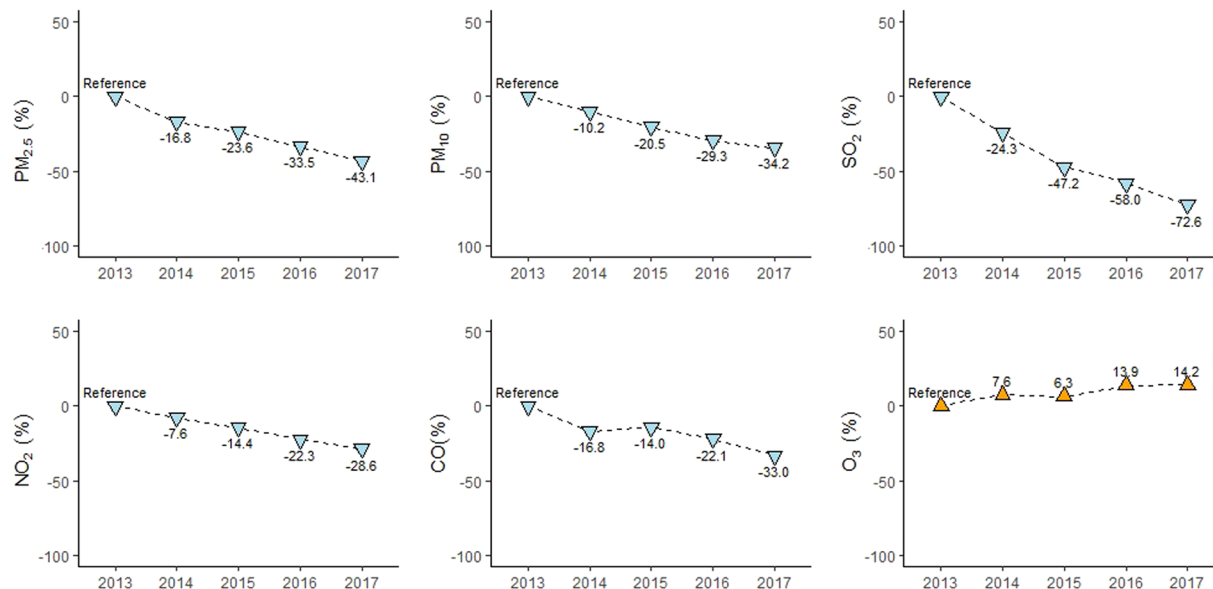 50
0
-50
100
PM2.5 (%)
Reference
-16.8
-23.6
-33.5
-43.1
2013 2014 2015 2016 2017
50
0
-50
100
PM10 (%)
Reference
-10.2
-20.5
-29.3
-34.2
2013 2014 2015 2016 2017
50
0
-50
-100
SO2 (%)
Reference
-24.3
-47.2
-58.0
-72.6
2013 2014 2015 2016 2017
50
0
-50
-100
NO2 (%)
Reference
-7.6
-14.4
-22.3
-28.6
2013 2014 2015 2016 2017
50
0
-50
-100
CO(%)
Reference
-16.8
-14.0
-22.1
-33.0
2013 2014 2015 2016 2017
50
0
-50
-100
O3 (%)
Reference
7.6
6.3
13.9
14.2
2013 2014 2015 2016 2017